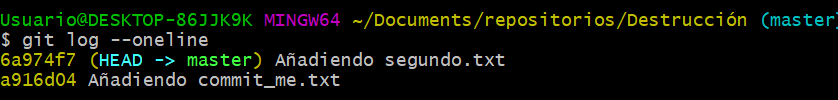 Usuario@DESKTOP-86JJK9K MINGW64 ~/Documents/repositorios/Destrucción (master)
$ git log --oneline
6a974f7 (HEAD -> master) Añadiendo segundo.txt
a916d04 Añadiendo commit_me.txt